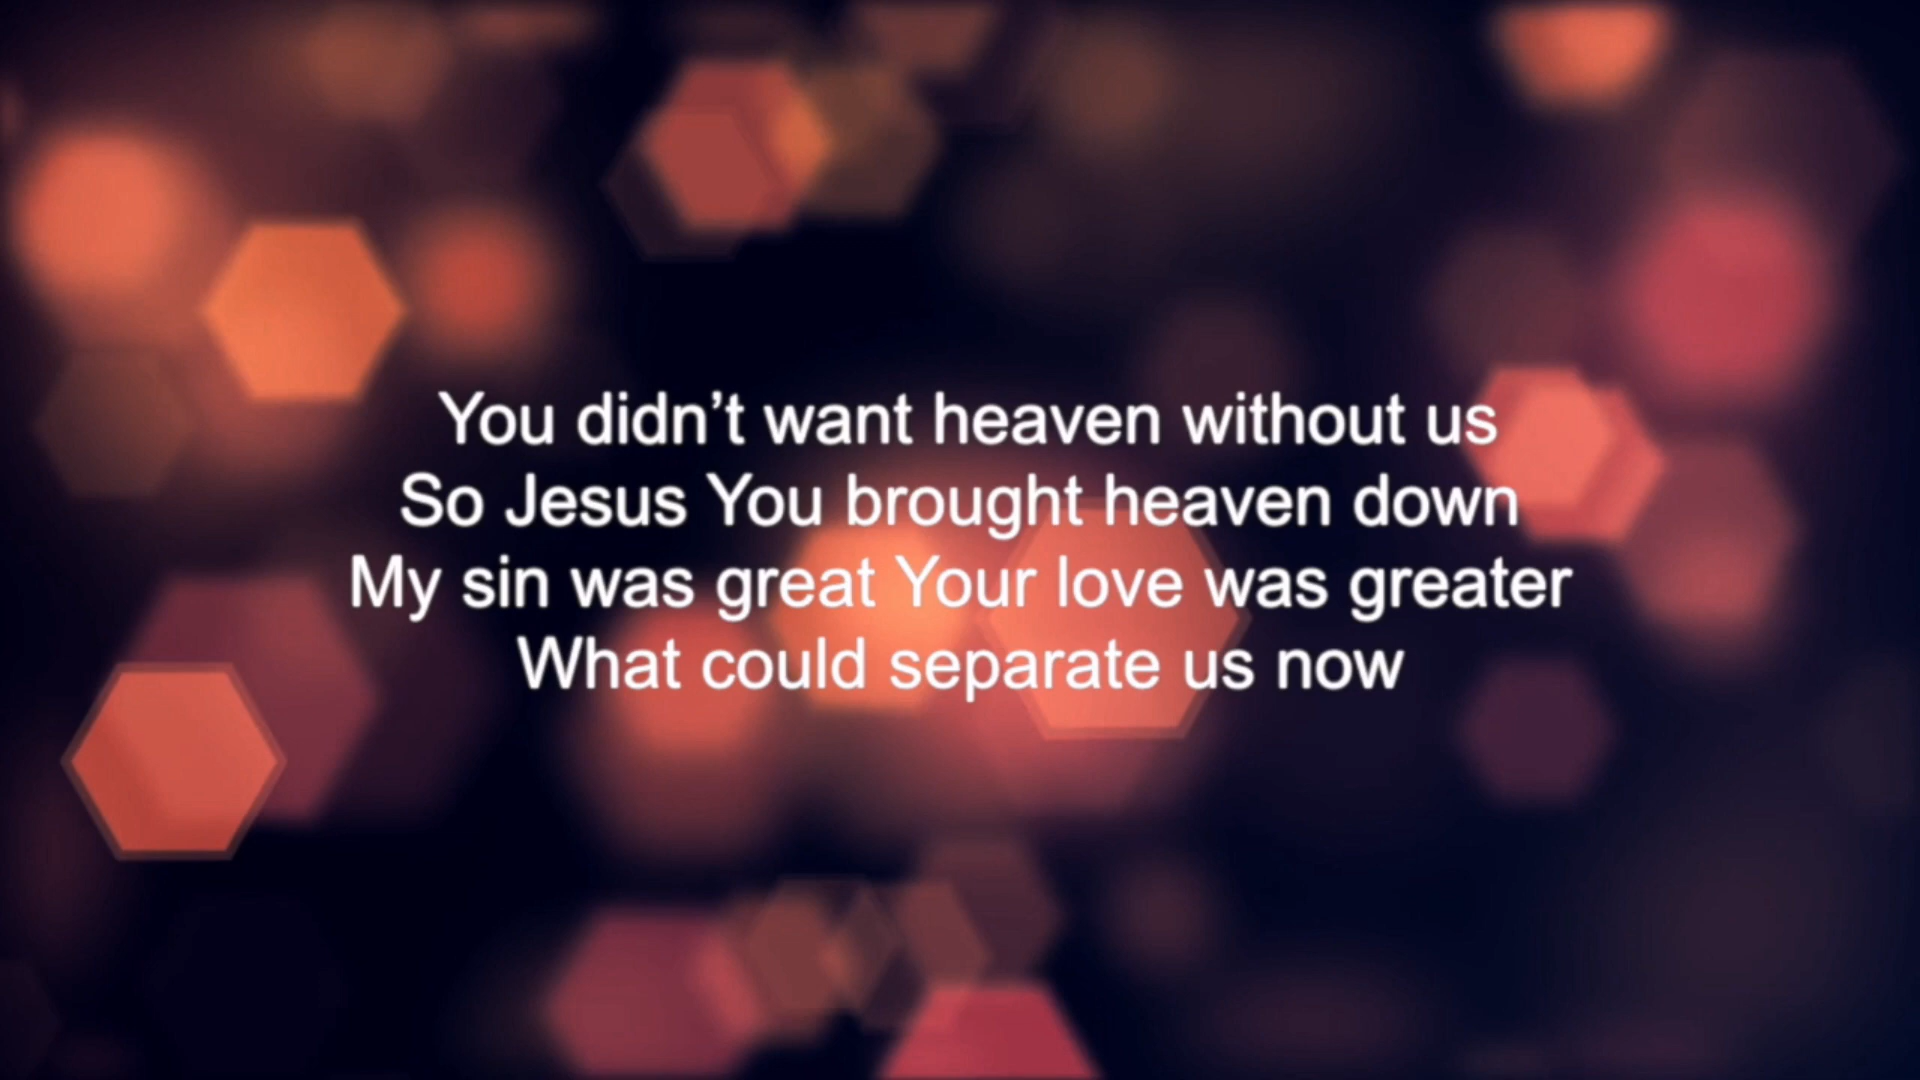 You didn’t want heaven without us
So Jesus You brought heaven down
My sin was great Your love was greater
What could separate us now